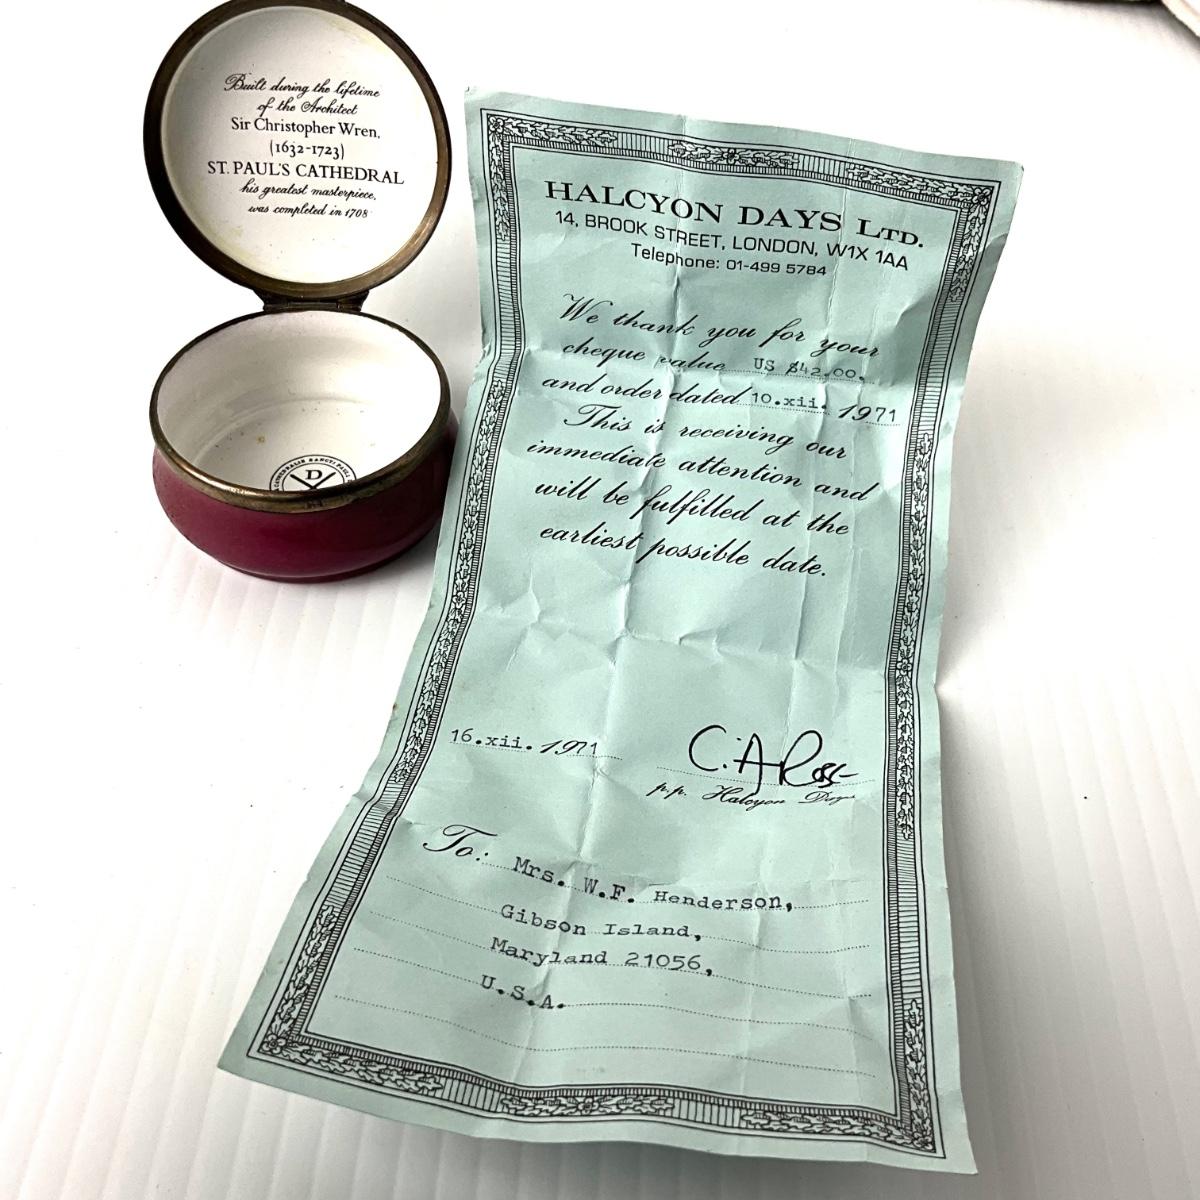 Built during the lifetime
of the Architect
Sir Christopher Wren,
(1632-1723)
ST. PAUL'S CATHEDRAL
his greatest masterpiece,
was completed in 1708
D
HALCYON DAYS LTD.
14, BROOK STREET, LONDON, W1X 1AA
Telephone: 01-499 5784
We thank you for your
cheque value US $42.00,
and order dated 10.xii. 1971
This is receiving our
immediate attention and
will be fulfilled at the
earliest possible date.
16.xii. 1971
C.A Ross
p.p. Halcyon Days
To: Mrs. W.F. Henderson,
Gibson Island,
Maryland 21056,
U.S.A.